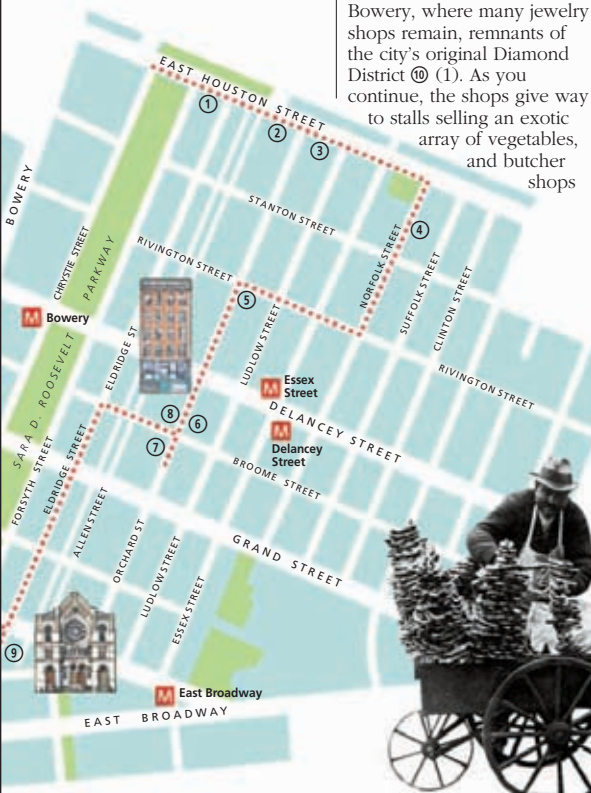 Bowery, where many jewelry
shops remain, remnants of
the city's original Diamond
District ⑩ (1). As you
continue, the shops give way
to stalls selling an exotic
array of vegetables,
and butcher
shops
EAST HOUSTON STREET
①
②
③
④
STANTON STREET
BOWERY
CHRYSTIE STREET
SARA D. ROOSEVELT PARKWAY
RIVINGTON STREET
⑤
NORFOLK STREET
SUFFOLK STREET
CLINTON STREET
M Bowery
ELDRIDGE ST
LUDLOW STREET
RIVINGTON STREET
M Essex
Street
DELANCEY STREET
M
Delancey
Street
⑧
⑥
⑦
BROOME STREET
FORSYTH STREET
ELDRIDGE STREET
ALLEN STREET
ORCHARD ST
LUDLOW STREET
ESSEX STREET
GRAND STREET
⑨
M East Broadway
EAST BROADWAY